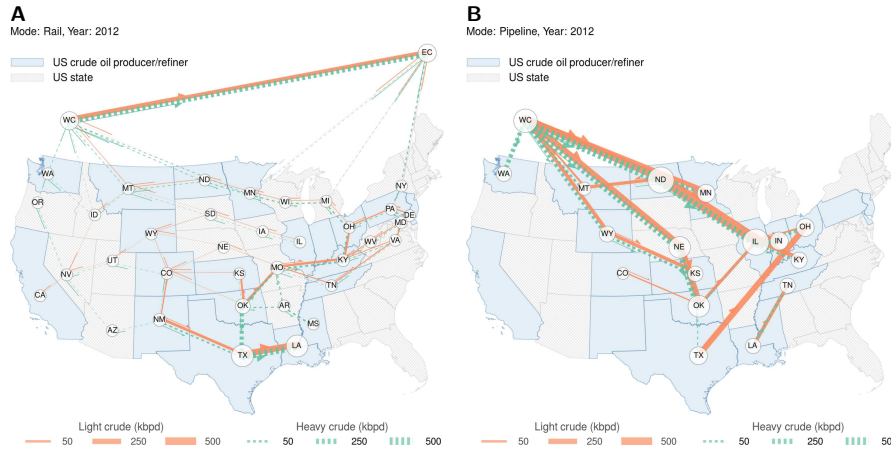 A
Mode: Rail, Year: 2012
US crude oil producer/refiner
US state
EC
WC
WA
MT
ND
MN
WI
MI
NY
OR
ID
SD
IA
IL
OH
PA
DE
MD
WY
NE
WV
VA
KY
NV
UT
CO
KS
MO
TN
CA
OK
AR
AZ
NM
MS
TX
LA
Light crude (kbpd)
50
250
500
Heavy crude (kbpd)
50
250
500
B
Mode: Pipeline, Year: 2012
US crude oil producer/refiner
US state
WC
WA
MT
ND
MN
WY
NE
IL
IN
OH
KY
CO
KS
TN
OK
TX
LA
Light crude (kbpd)
50
250
500
Heavy crude (kbpd)
50
250
50